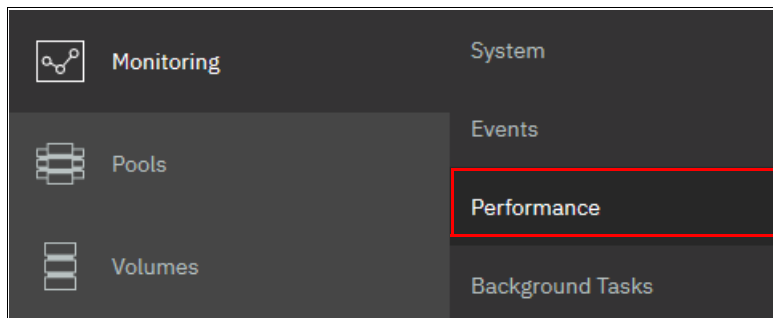 Monitoring
Pools
Volumes
System
Events
Performance
Background Tasks